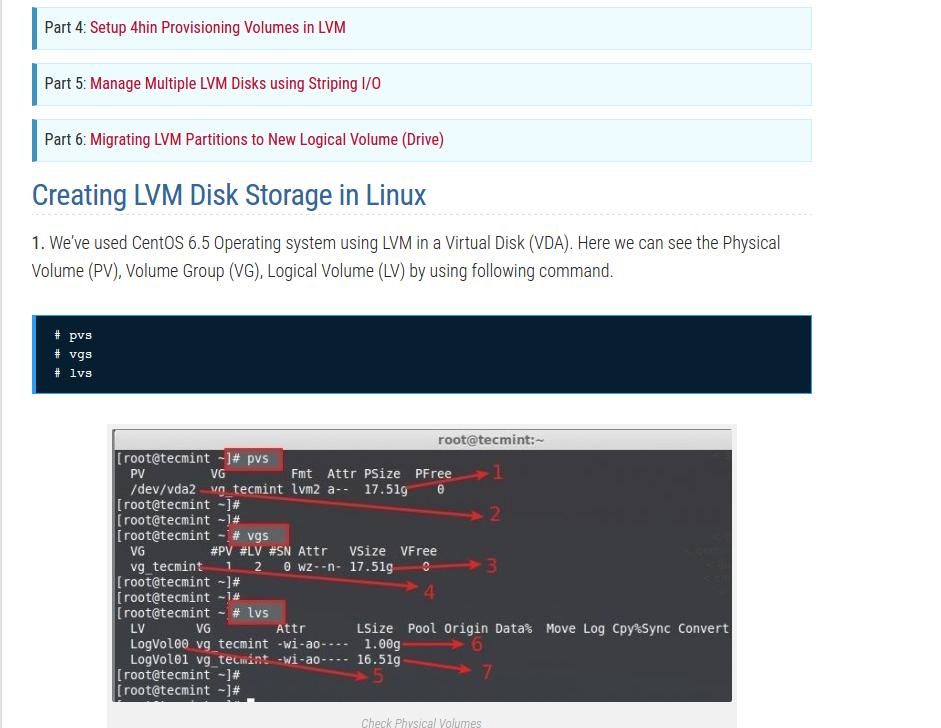 Part 4: Setup 4hin Provisioning Volumes in LVM
Part 5: Manage Multiple LVM Disks using Striping I/O
Part 6: Migrating LVM Partitions to New Logical Volume (Drive)
Creating LVM Disk Storage in Linux
1. We've used CentOS 6.5 Operating system using LVM in a Virtual Disk (VDA). Here we can see the Physical
Volume (PV), Volume Group (VG), Logical Volume (LV) by using following command.
# pvs
# vgs
# lvs
root@tecmint:~
[root@tecmint ~]# pvs
PV VG Fmt Attr PSize PFree
/dev/vda2 vg_tecmint lvm2 a-- 17.51g 0
1
[root@tecmint ~]#
[root@tecmint ~]#
2
[root@tecmint ~]# vgs
VG #PV #LV #SN Attr VSize VFree
vg_tecmint 1 2 0 wz--n- 17.51g 0
3
[root@tecmint ~]#
4
[root@tecmint ~]#
[root@tecmint ~]# lvs
LV VG Attr LSize Pool Origin Data% Move Log Cpy%Sync Convert
LogVol00 vg_tecmint -wi-ao---- 1.00g
6
LogVol01 vg_tecmint -wi-ao---- 16.51g
7
[root@tecmint ~]#
5
[root@tecmint ~]#
Check Physical Volumes